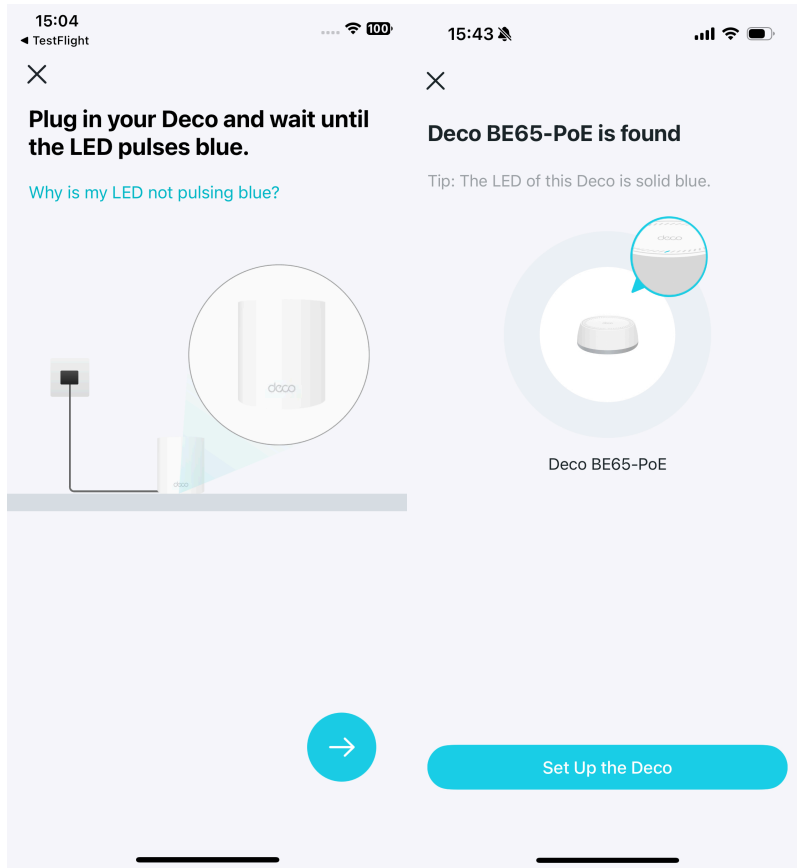 15:04
◀ TestFlight
100
Plug in your Deco and wait until
the LED pulses blue.
Why is my LED not pulsing blue?
deco
deco
15:43
Deco BE65-PoE is found
Tip: The LED of this Deco is solid blue.
deco
Deco BE65-PoE
Set Up the Deco